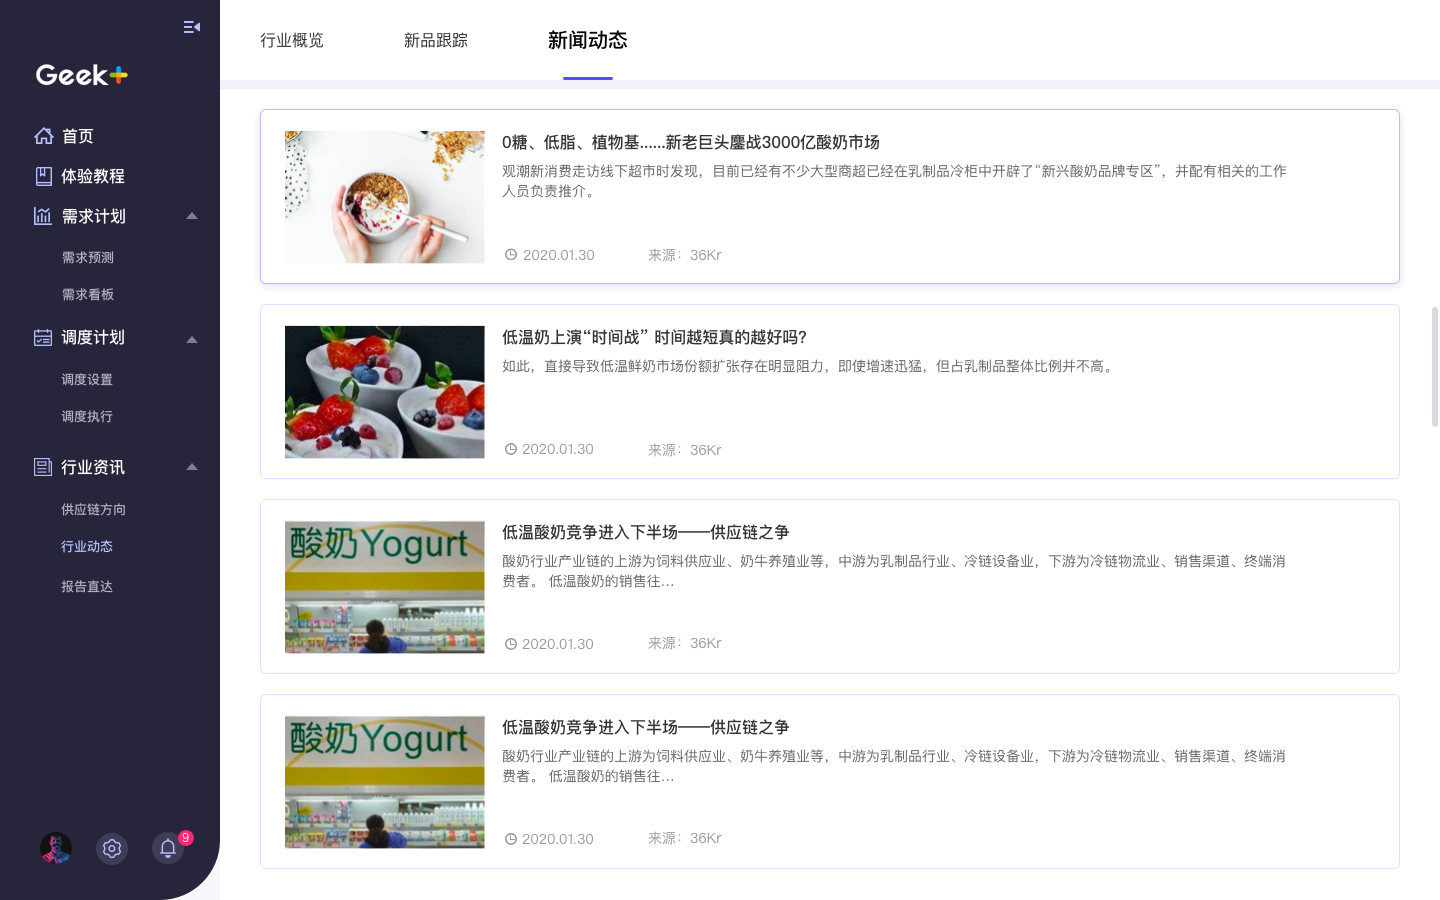 Geek+
首页
体验教程
需求计划
需求预测
需求看板
调度计划
调度设置
调度执行
行业资讯
供应链方向
行业动态
报告直达
9
行业概览
新品跟踪
新闻动态
0糖、低脂、植物基......新老巨头鏖战3000亿酸奶市场
观潮新消费走访线下超市时发现，目前已经有不少大型商超已经在乳制品冷柜中开辟了“新兴酸奶品牌专区”，并配有相关的工作
人员负责推介。
2020.01.30
来源：36Kr
低温奶上演“时间战” 时间越短真的越好吗?
如此，直接导致低温鲜奶市场份额扩张存在明显阻力，即使增速迅猛，但占乳制品整体比例并不高。
2020.01.30
来源：36Kr
酸奶Yogurt
低温酸奶竞争进入下半场——供应链之争
酸奶行业产业链的上游为饲料供应业、奶牛养殖业等，中游为乳制品行业、冷链设备业，下游为冷链物流业、销售渠道、终端消
费者。 低温酸奶的销售往...
2020.01.30
来源：36Kr
酸奶Yogurt
低温酸奶竞争进入下半场——供应链之争
酸奶行业产业链的上游为饲料供应业、奶牛养殖业等，中游为乳制品行业、冷链设备业，下游为冷链物流业、销售渠道、终端消
费者。 低温酸奶的销售往...
2020.01.30
来源：36Kr